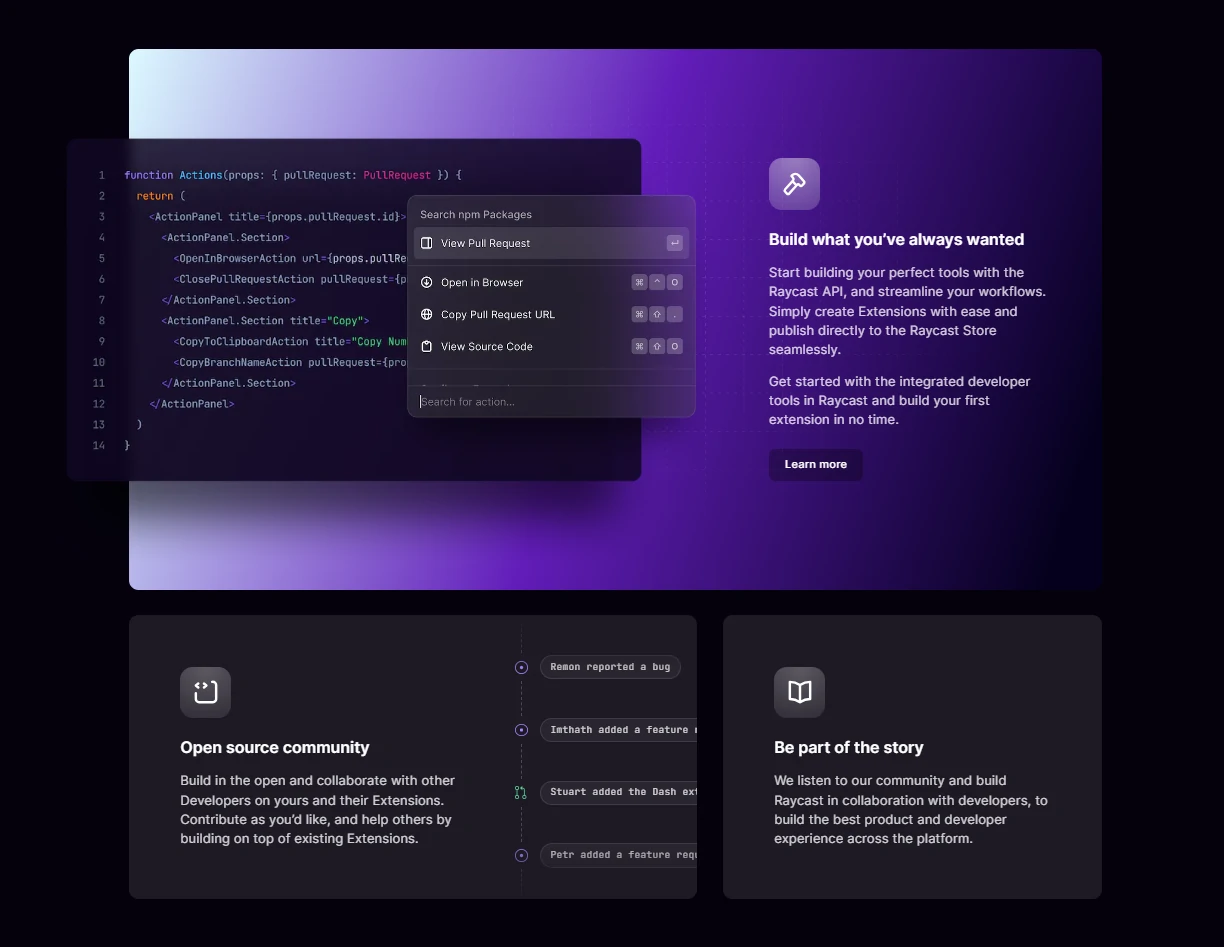 1 function Actions(props: { pullRequest: PullRequest }) {
2 return (
3 <ActionPanel title={props.pullRequest.id}>
4 <ActionPanel.Section>
5 <OpenInBrowserAction url={props.pullRe
6 <ClosePullRequestAction pullRequest={p
7 </ActionPanel.Section>
8 <ActionPanel.Section title="Copy">
9 <CopyToClipboardAction title="Copy Num
10 <CopyBranchNameAction pullRequest={pro
11 </ActionPanel.Section>
12 </ActionPanel>
13 )
14 }
Search npm Packages
View Pull Request ↵
Open in Browser ⌘ ^ O
Copy Pull Request URL ⌘ ⇧ .
View Source Code ⌘ ⇧ O
Search for action...
Build what you’ve always wanted
Start building your perfect tools with the
Raycast API, and streamline your workflows.
Simply create Extensions with ease and
publish directly to the Raycast Store
seamlessly.
Get started with the integrated developer
tools in Raycast and build your first
extension in no time.
Learn more
Open source community
Build in the open and collaborate with other
Developers on yours and their Extensions.
Contribute as you’d like, and help others by
building on top of existing Extensions.
Remon reported a bug
Imthath added a feature
Stuart added the Dash ext
Petr added a feature requ
Be part of the story
We listen to our community and build
Raycast in collaboration with developers, to
build the best product and developer
experience across the platform.